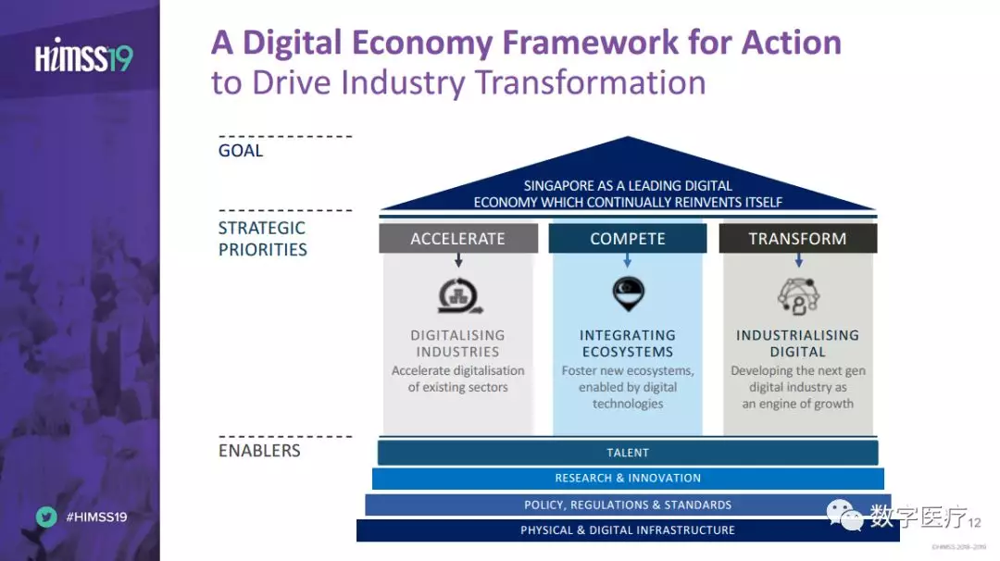 HIMSS19
A Digital Economy Framework for Action
to Drive Industry Transformation
GOAL
SINGAPORE AS A LEADING DIGITAL
ECONOMY WHICH CONTINUALLY REINVENTS ITSELF
STRATEGIC
PRIORITIES
ACCELERATE
DIGITALISING
INDUSTRIES
Accelerate digitalisation
of existing sectors
COMPETE
INTEGRATING
ECOSYSTEMS
Foster new ecosystems,
enabled by digital
technologies
TRANSFORM
INDUSTRIALISING
DIGITAL
Developing the next gen
digital industry as
an engine of growth
ENABLERS
TALENT
RESEARCH & INNOVATION
POLICY, REGULATIONS & STANDARDS
PHYSICAL & DIGITAL INFRASTRUCTURE
#HIMSS19
数字医疗
12
©HIMSS 2018-2019